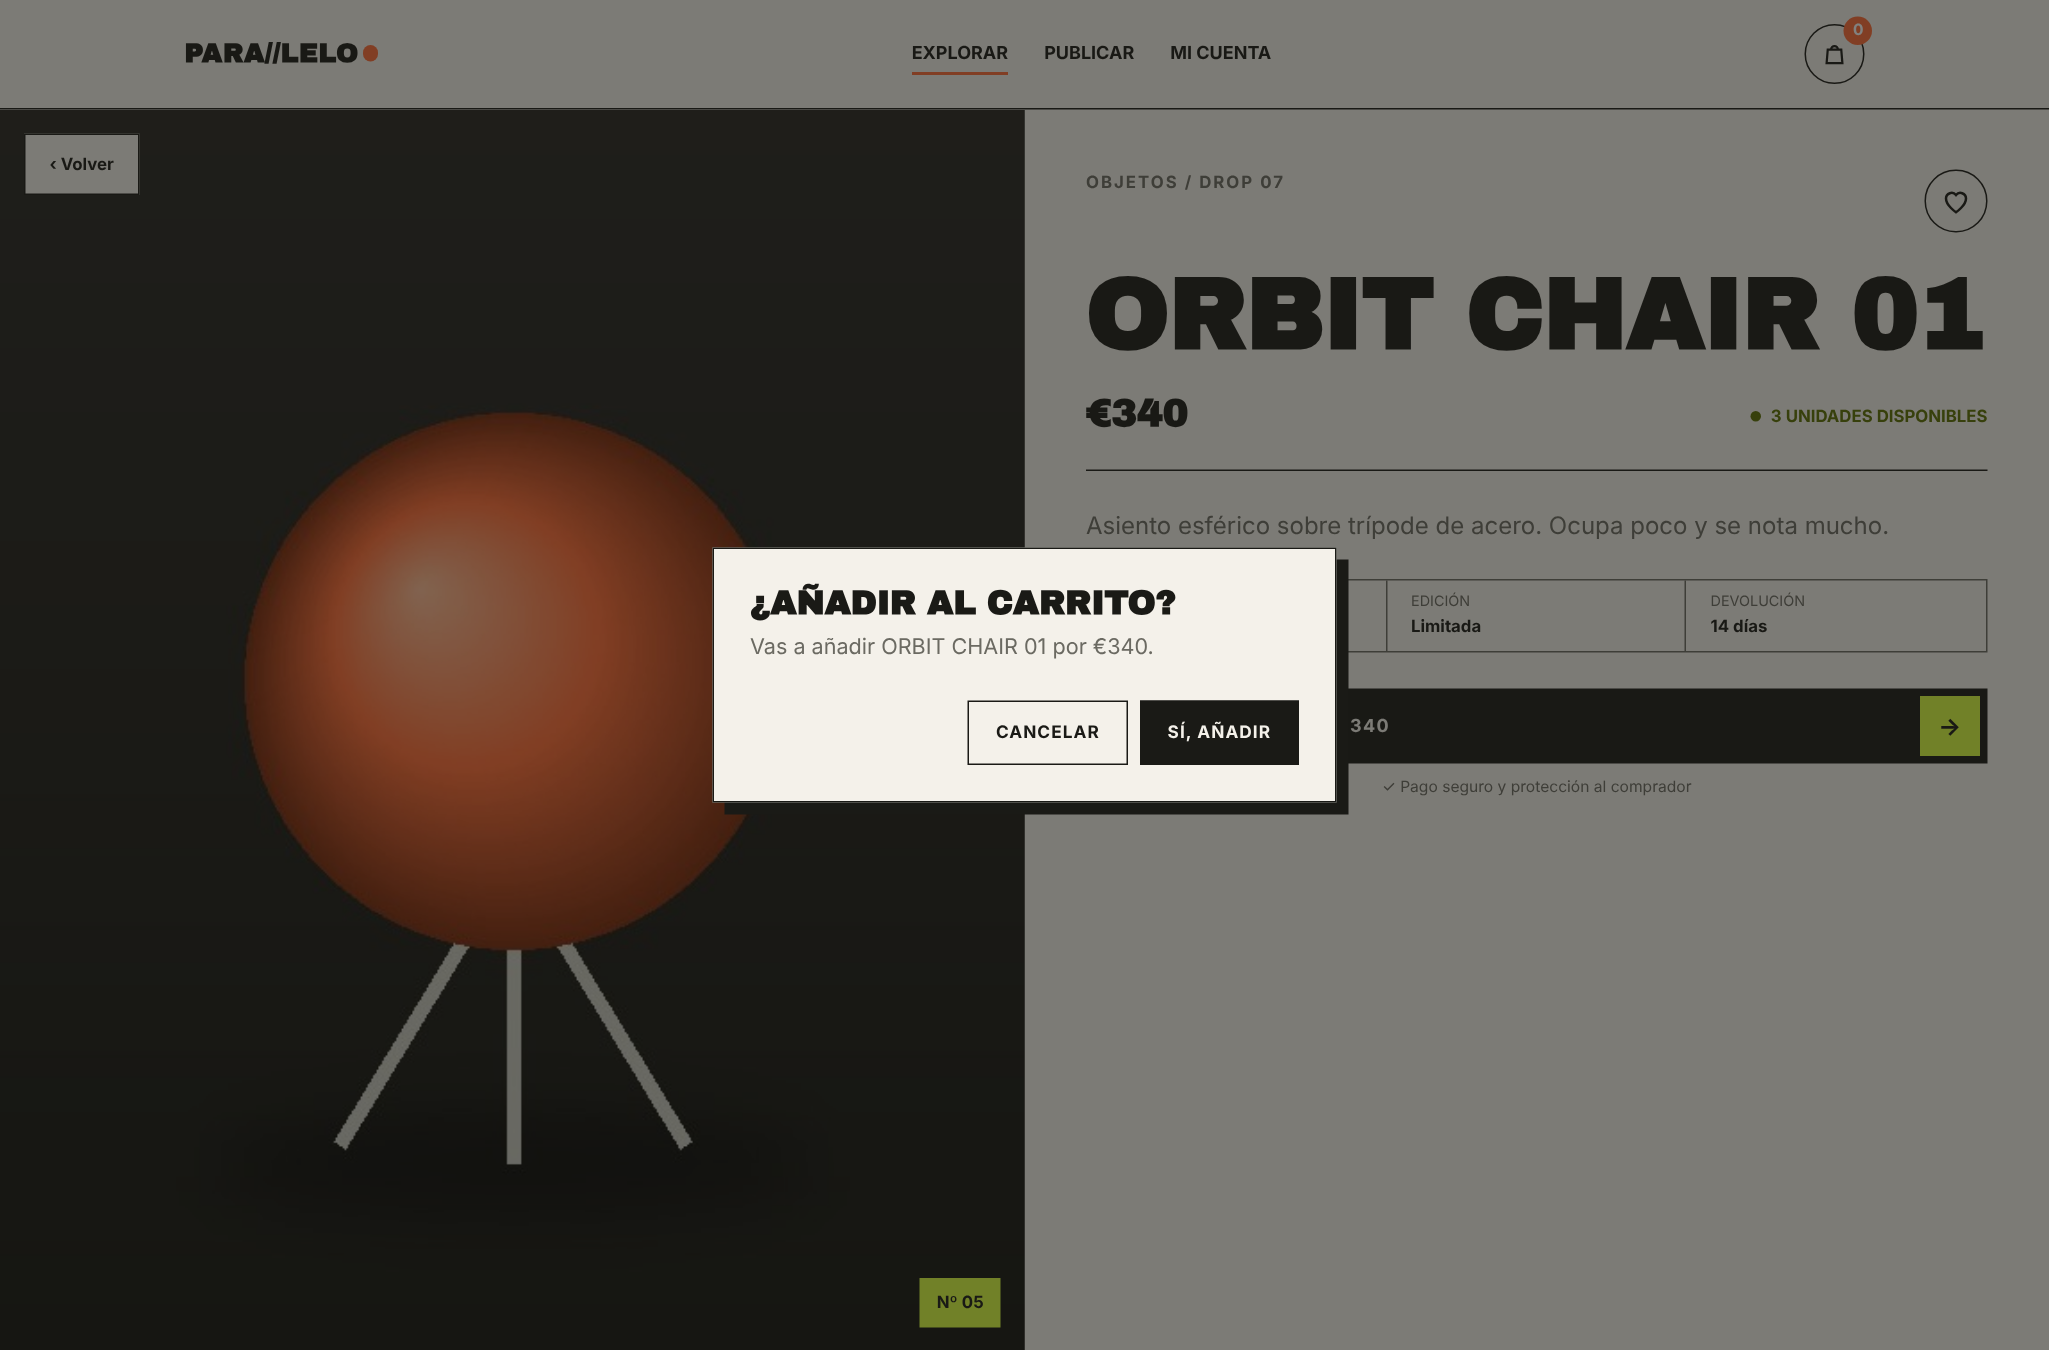 PARA//LELO
EXPLORAR PUBLICAR MI CUENTA
0
‹ Volver
OBJETOS / DROP 07
ORBIT CHAIR 01
€340
3 UNIDADES DISPONIBLES
Asiento esférico sobre trípode de acero. Ocupa poco y se nota mucho.
EDICIÓN
Limitada
DEVOLUCIÓN
14 días
340
✓ Pago seguro y protección al comprador
¿AÑADIR AL CARRITO?
Vas a añadir ORBIT CHAIR 01 por €340.
CANCELAR
SÍ, AÑADIR
Nº 05